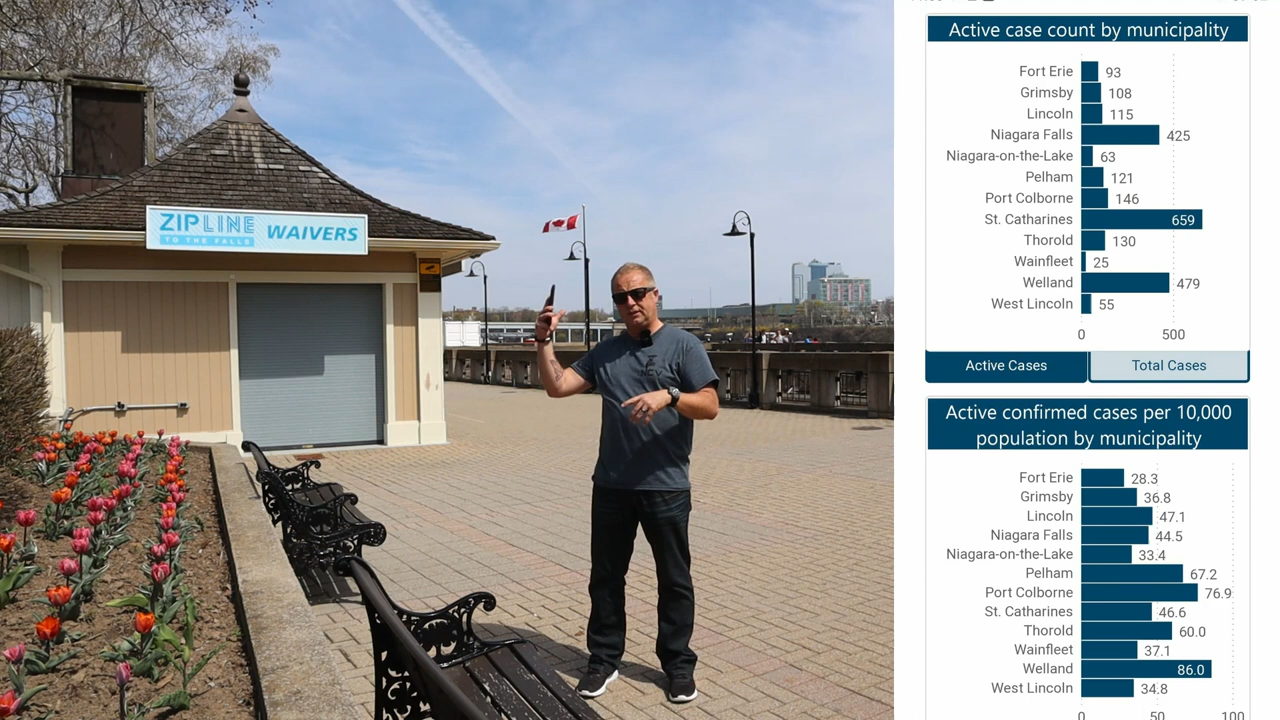 ZIPLINE
TO THE FALLS
WAIVERS
NCV
Active case count by municipality
Fort Erie 93
Grimsby 108
Lincoln 115
Niagara Falls 425
Niagara-on-the-Lake 63
Pelham 121
Port Colborne 146
St. Catharines 659
Thorold 130
Wainfleet 25
Welland 479
West Lincoln 55
0 500
Active Cases Total Cases
Active confirmed cases per 10,000
population by municipality
Fort Erie 28.3
Grimsby 36.8
Lincoln 47.1
Niagara Falls 44.5
Niagara-on-the-Lake 33.4
Pelham 67.2
Port Colborne 76.9
St. Catharines 46.6
Thorold 60.0
Wainfleet 37.1
Welland 86.0
West Lincoln 34.8
0 50 100